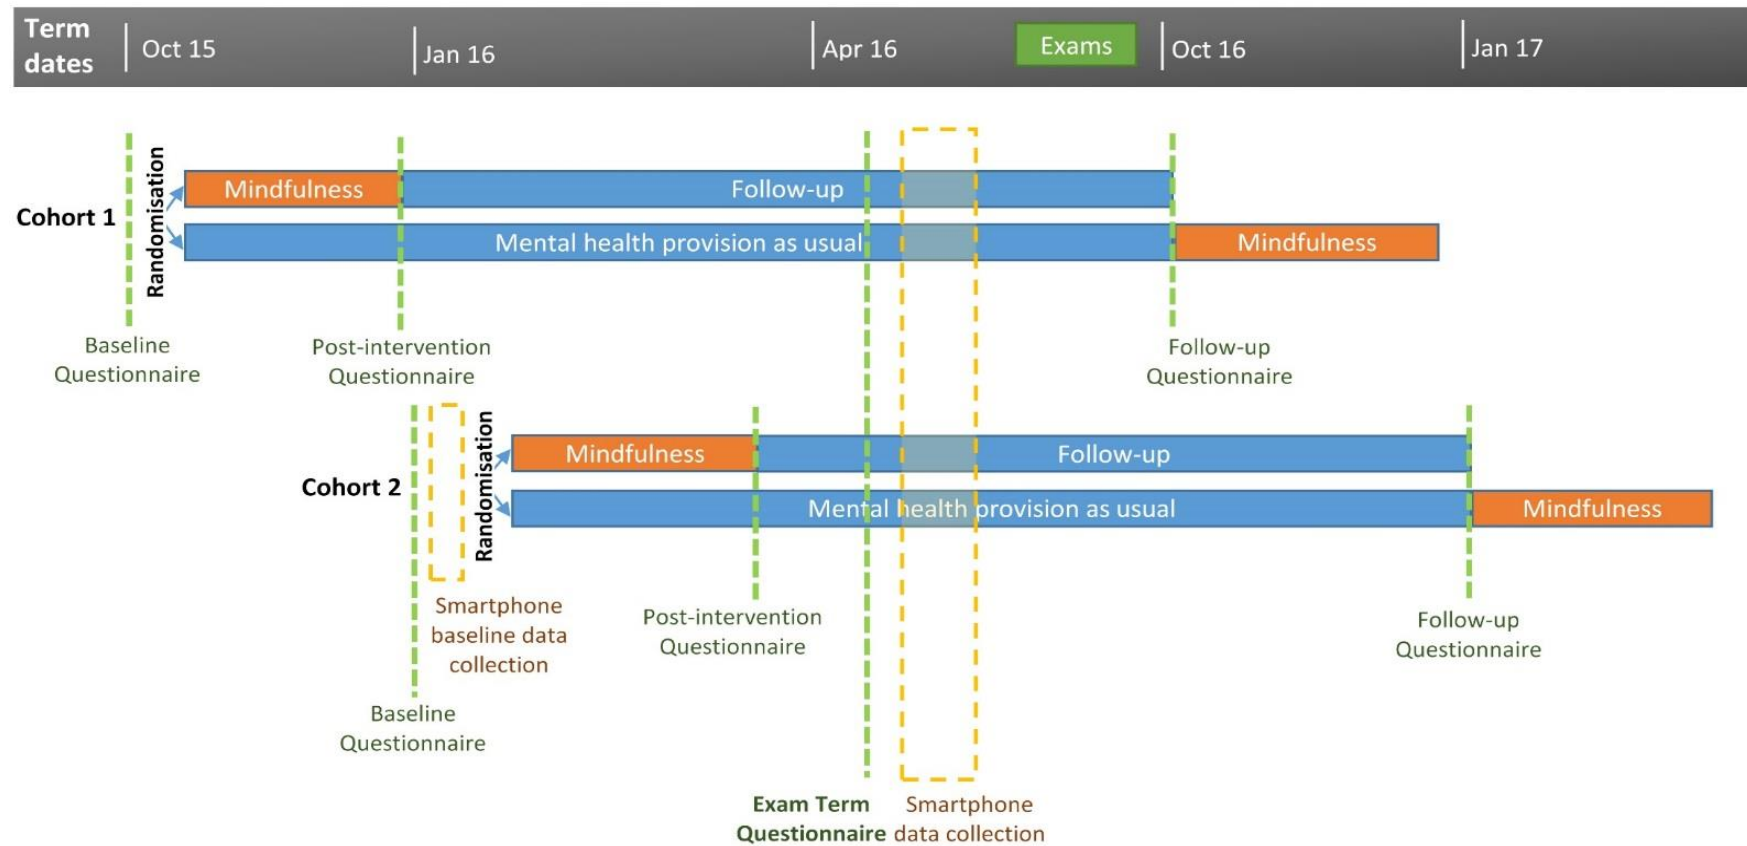 Term
dates
Oct 15
Jan 16
Apr 16
Exams
Oct 16
Jan 17
Cohort 1
Randomisation
Mindfulness
Follow-up
Mental health provision as usual
Mindfulness
Baseline
Questionnaire
Post-intervention
Questionnaire
Follow-up
Questionnaire
Cohort 2
Randomisation
Mindfulness
Follow-up
Mental health provision as usual
Mindfulness
Smartphone
baseline data
collection
Baseline
Questionnaire
Post-intervention
Questionnaire
Follow-up
Questionnaire
Exam Term
Questionnaire
Smartphone
data collection